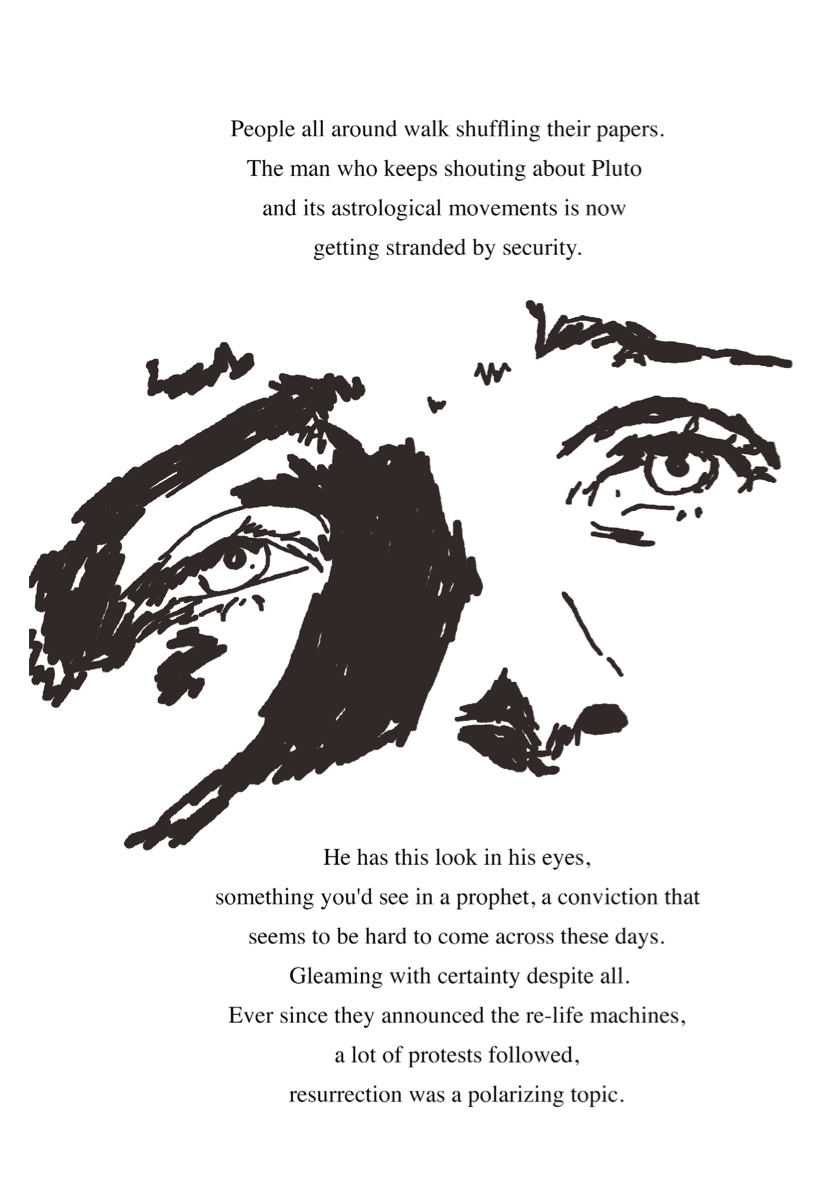 People all around walk shuffling their papers.
The man who keeps shouting about Pluto
and its astrological movements is now
getting stranded by security.
He has this look in his eyes,
something you'd see in a prophet, a conviction that
seems to be hard to come across these days.
Gleaming with certainty despite all.
Ever since they announced the re-life machines,
a lot of protests followed,
resurrection was a polarizing topic.